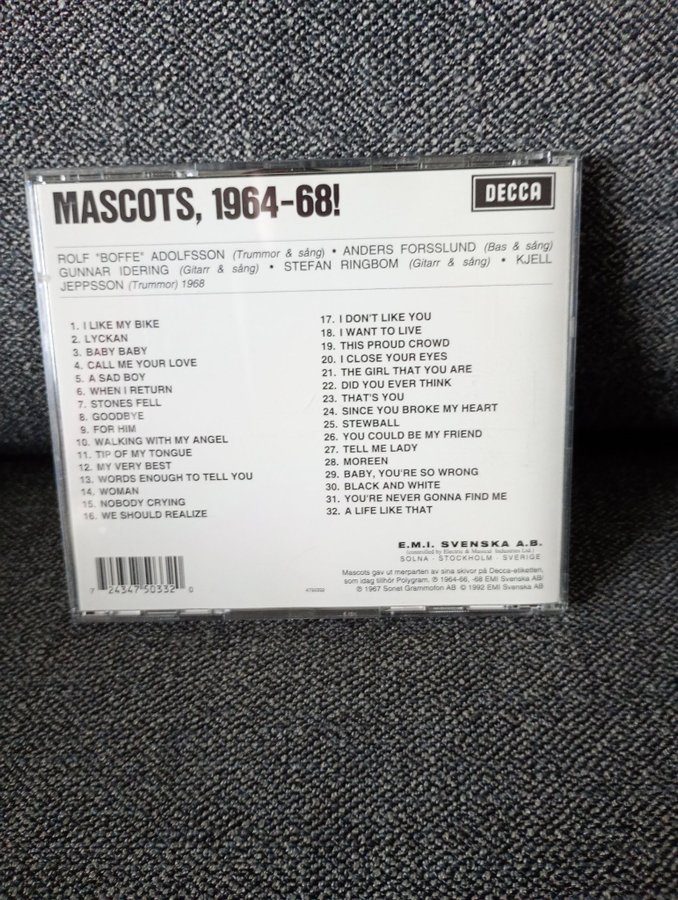 MASCOTS, 1964-68!
DECCA
ROLF "BOFFE" ADOLFSSON (Trummor & sång) • ANDERS FORSSLUND (Bas & sång)
GUNNAR IDERING (Gitarr & sång) • STEFAN RINGBOM (Gitarr & sång) • KJELL
JEPPSSON (Trummor) 1968
1. I LIKE MY BIKE
2. LYCKAN
3. BABY BABY
4. CALL ME YOUR LOVE
5. A SAD BOY
6. WHEN I RETURN
7. STONES FELL
8. GOODBYE
9. FOR HIM
10. WALKING WITH MY ANGEL
11. TIP OF MY TONGUE
12. MY VERY BEST
13. WORDS ENOUGH TO TELL YOU
14. WOMAN
15. NOBODY CRYING
16. WE SHOULD REALIZE
17. I DON'T LIKE YOU
18. I WANT TO LIVE
19. THIS PROUD CROWD
20. I CLOSE YOUR EYES
21. THE GIRL THAT YOU ARE
22. DID YOU EVER THINK
23. THAT'S YOU
24. SINCE YOU BROKE MY HEART
25. STEWBALL
26. YOU COULD BE MY FRIEND
27. TELL ME LADY
28. MOREEN
29. BABY, YOU'RE SO WRONG
30. BLACK AND WHITE
31. YOU'RE NEVER GONNA FIND ME
32. A LIFE LIKE THAT
E.M.I. SVENSKA A.B.
(controlled by Electric & Musical Industries Ltd.)
SOLNA · STOCKHOLM · SVERIGE
Mascots gav ut merparten av sina skivor på Decca-etiketten,
som idag tillhör Polygram. ℗ 1964-66, -68 EMI Svenska AB/
℗ 1967 Sonet Grammofon AB © 1992 EMI Svenska AB
7 24347 50332 0
4750332